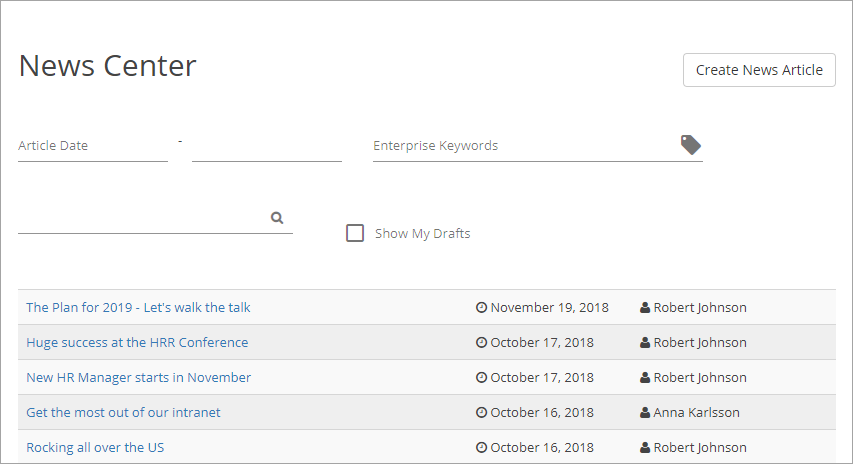 News Center
Create News Article
Article Date - Enterprise Keywords
Show My Drafts
The Plan for 2019 - Let's walk the talk November 19, 2018 Robert Johnson
Huge success at the HRR Conference October 17, 2018 Robert Johnson
New HR Manager starts in November October 17, 2018 Robert Johnson
Get the most out of our intranet October 16, 2018 Anna Karlsson
Rocking all over the US October 16, 2018 Robert Johnson